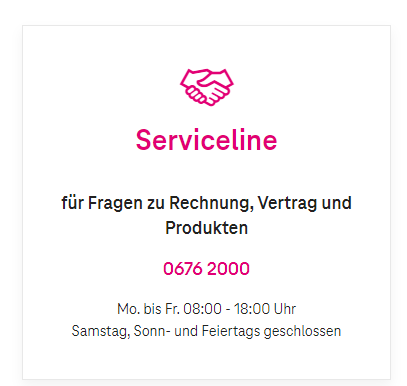 Serviceline
für Fragen zu Rechnung, Vertrag und
Produkten
0676 2000
Mo. bis Fr. 08:00 - 18:00 Uhr
Samstag, Sonn- und Feiertags geschlossen